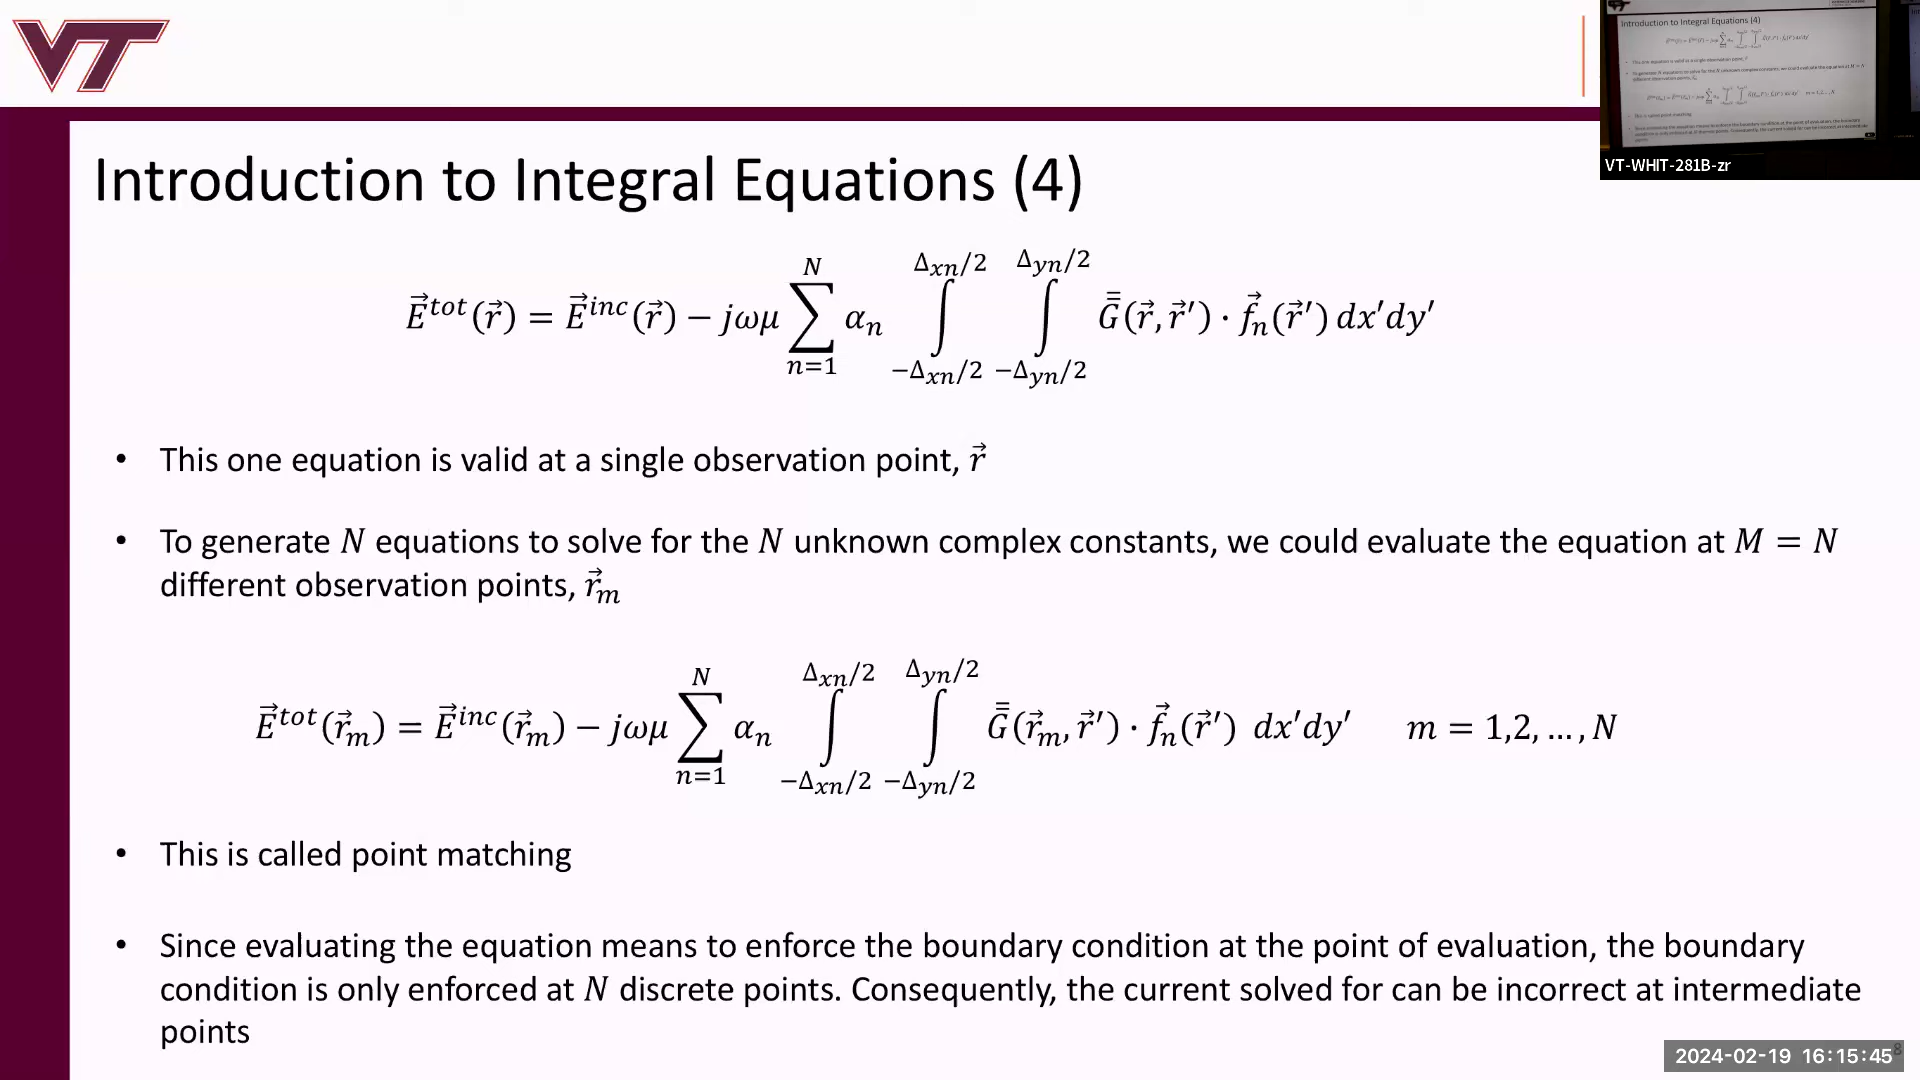 VT
Introduction to Integral Equations (4)
VT-WHIT-281B-zr
Introduction to Integral Equations (4)
$\vec{E}^{tot}(\vec{r}) = \vec{E}^{inc}(\vec{r}) - j\omega\mu \sum_{n=1}^{N} \alpha_n \int_{-\Delta_{xn}/2}^{\Delta_{xn}/2} \int_{-\Delta_{yn}/2}^{\Delta_{yn}/2} \bar{\bar{G}}(\vec{r}, \vec{r}') \cdot \vec{f}_n(\vec{r}') \, dx'dy'$
• This one equation is valid at a single observation point, $\vec{r}$
• To generate N equations to solve for the N unknown complex constants, we could evaluate the equation at M = N
different observation points, $\vec{r}_m$
$\vec{E}^{tot}(\vec{r}_m) = \vec{E}^{inc}(\vec{r}_m) - j\omega\mu \sum_{n=1}^{N} \alpha_n \int_{-\Delta_{xn}/2}^{\Delta_{xn}/2} \int_{-\Delta_{yn}/2}^{\Delta_{yn}/2} \bar{\bar{G}}(\vec{r}_m, \vec{r}') \cdot \vec{f}_n(\vec{r}') \, dx'dy' \quad m = 1,2, \dots, N$
• This is called point matching
• Since evaluating the equation means to enforce the boundary condition at the point of evaluation, the boundary
condition is only enforced at N discrete points. Consequently, the current solved for can be incorrect at intermediate
points
2024-02-19 16:15:45
8